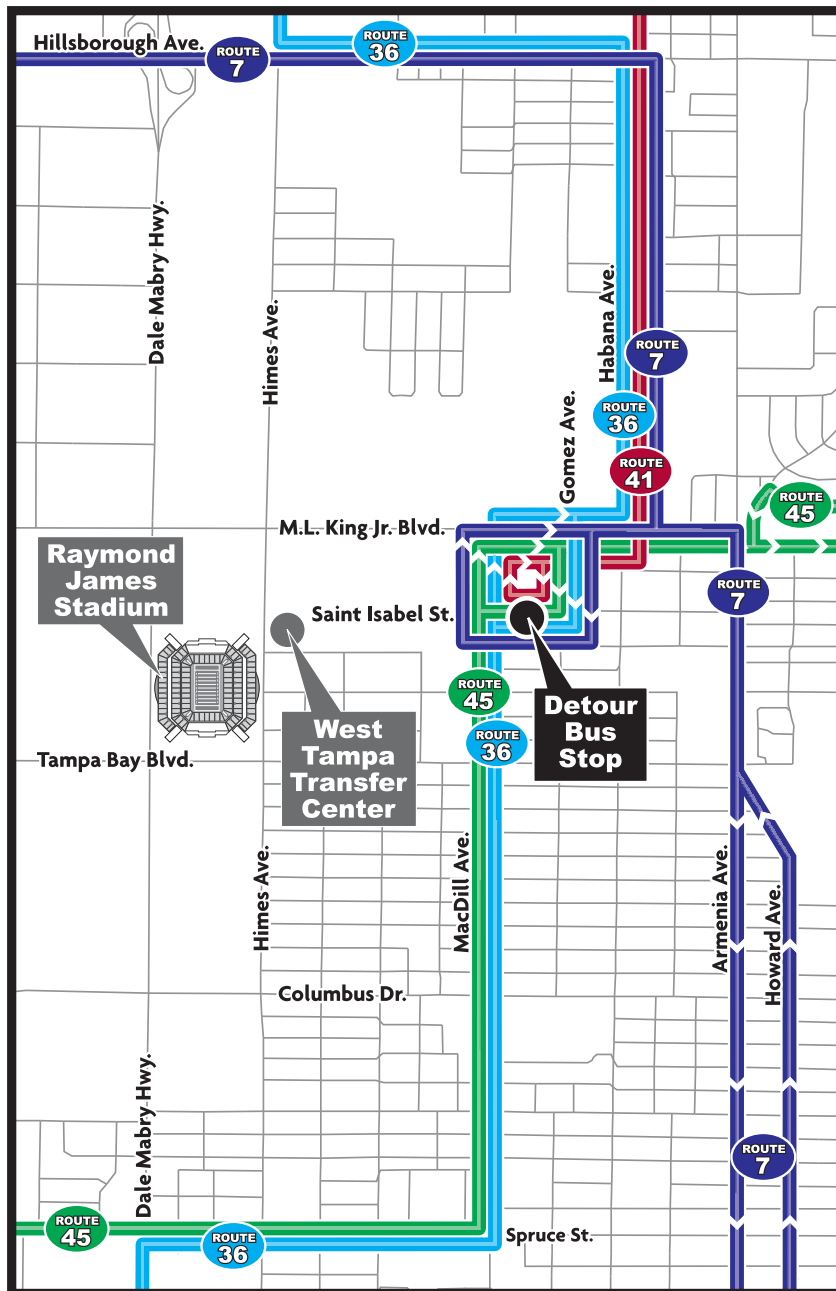 Hillsborough Ave.
ROUTE
7
ROUTE
36
Dale Mabry Hwy.
Himes Ave.
Habana Ave.
ROUTE
7
ROUTE
36
Gomez Ave.
ROUTE
41
ROUTE
45
M.L. King Jr. Blvd.
Raymond
James
Stadium
Saint Isabel St.
ROUTE
7
ROUTE
45
Detour
Bus
Stop
West
Tampa
Transfer
Center
ROUTE
36
Tampa Bay Blvd.
Himes Ave.
MacDill Ave.
Armenia Ave.
Howard Ave.
Columbus Dr.
Dale Mabry Hwy.
ROUTE
7
ROUTE
45
ROUTE
36
Spruce St.